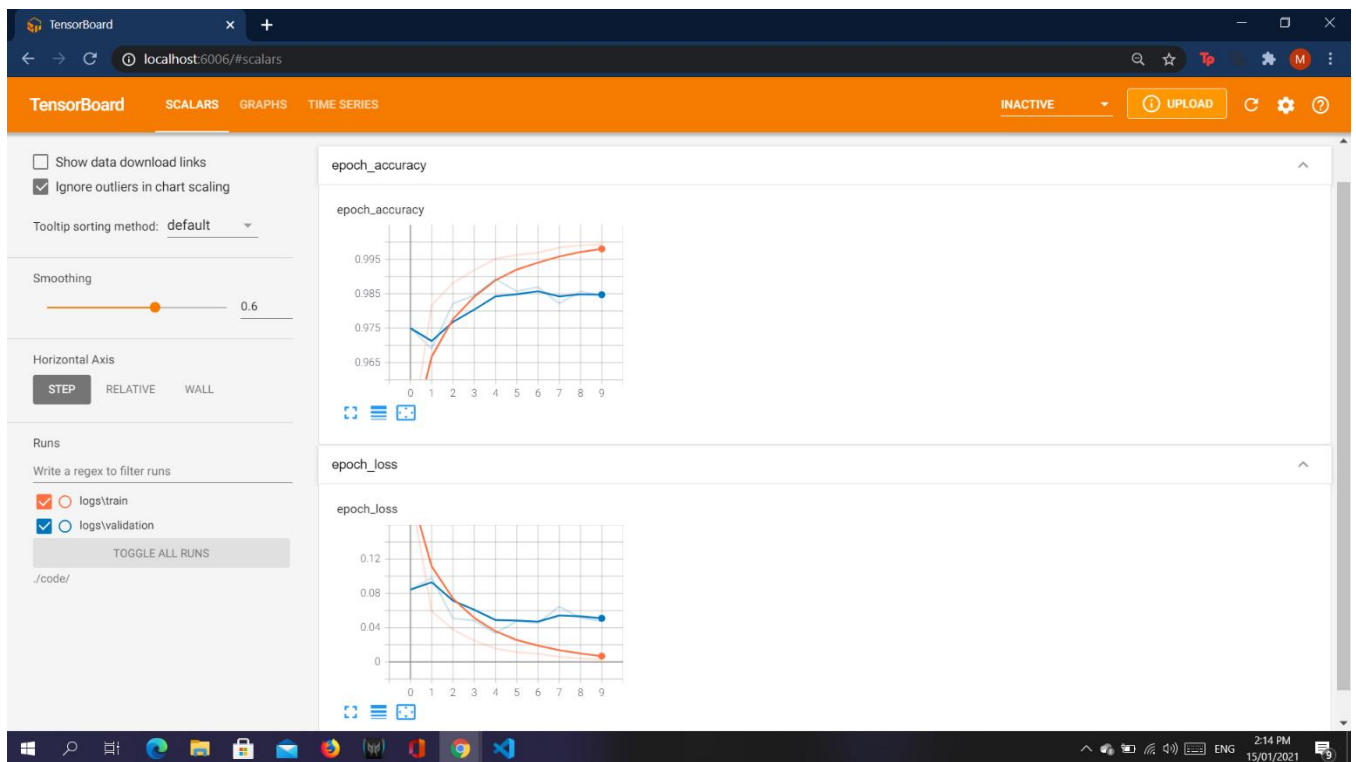 TensorBoard
localhost:6006/#scalars
Tp
M
TensorBoard SCALARS GRAPHS TIME SERIES INACTIVE UPLOAD
Show data download links
Ignore outliers in chart scaling
Tooltip sorting method: default
Smoothing
0.6
Horizontal Axis
STEP RELATIVE WALL
Runs
Write a regex to filter runs
logs\train
logs\validation
TOGGLE ALL RUNS
./code/
epoch_accuracy
epoch_accuracy
0.995
0.985
0.975
0.965
0 1 2 3 4 5 6 7 8 9
epoch_loss
epoch_loss
0.12
0.08
0.04
0
0 1 2 3 4 5 6 7 8 9
ENG
2:14 PM
15/01/2021
9